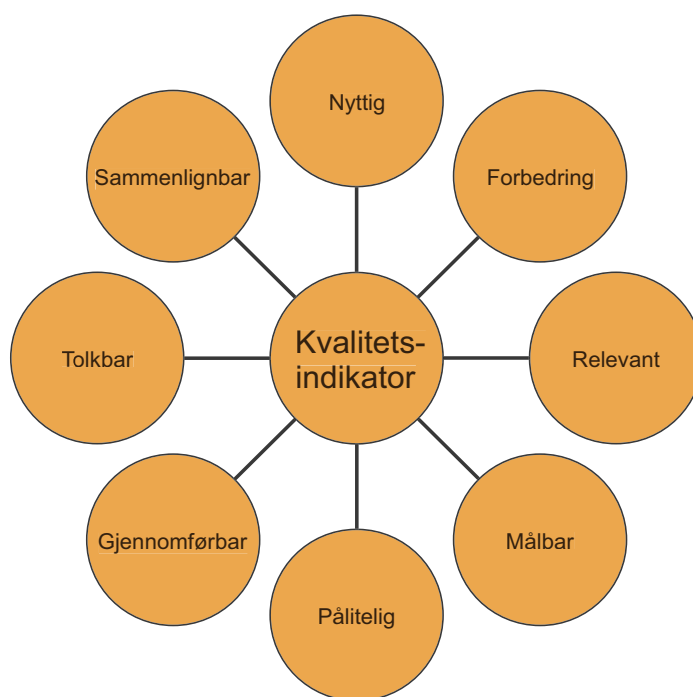 Nyttig
Sammenlignbar
Forbedring
Tolkbar
Kvalitets-
indikator
Relevant
Gjennomførbar
Målbar
Pålitelig